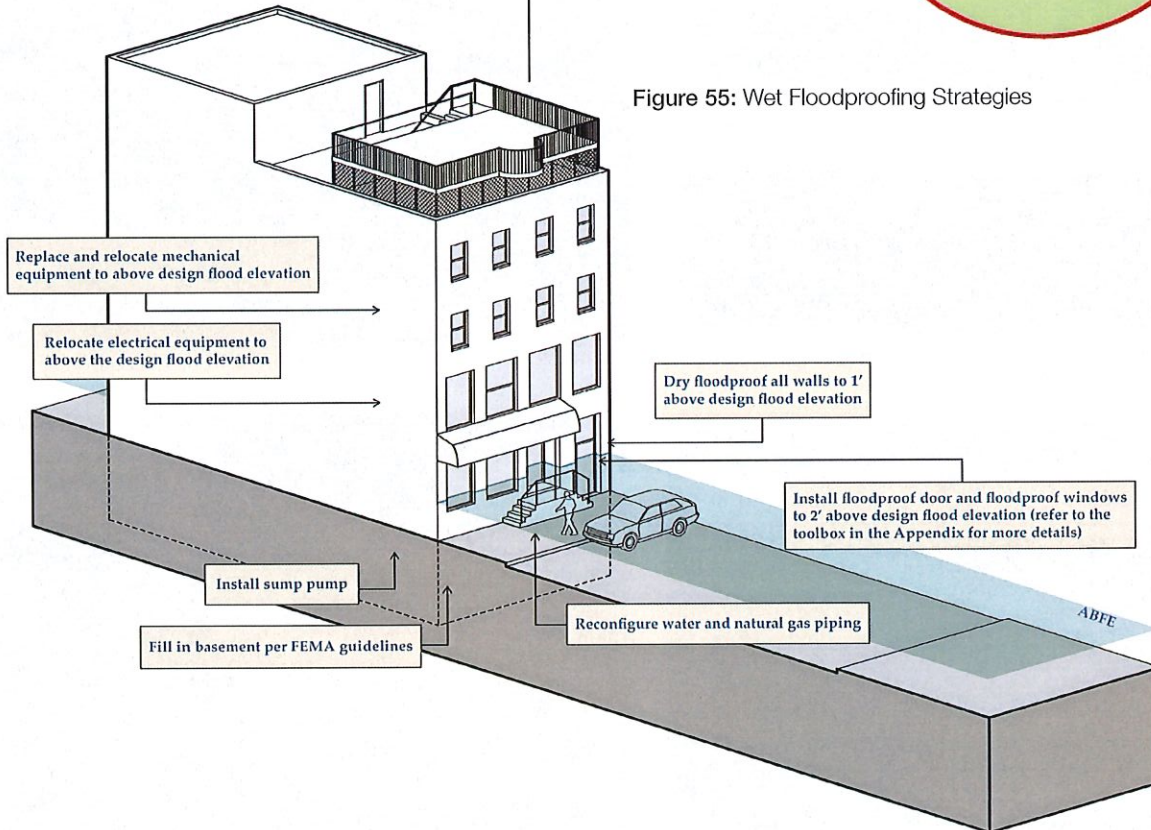 Figure 55: Wet Floodproofing Strategies
Replace and relocate mechanical
equipment to above design flood elevation
Relocate electrical equipment to
above the design flood elevation
Dry floodproof all walls to 1'
above design flood elevation
Install floodproof door and floodproof windows
to 2' above design flood elevation (refer to the
toolbox in the Appendix for more details)
Install sump pump
Reconfigure water and natural gas piping
Fill in basement per FEMA guidelines
ABFE